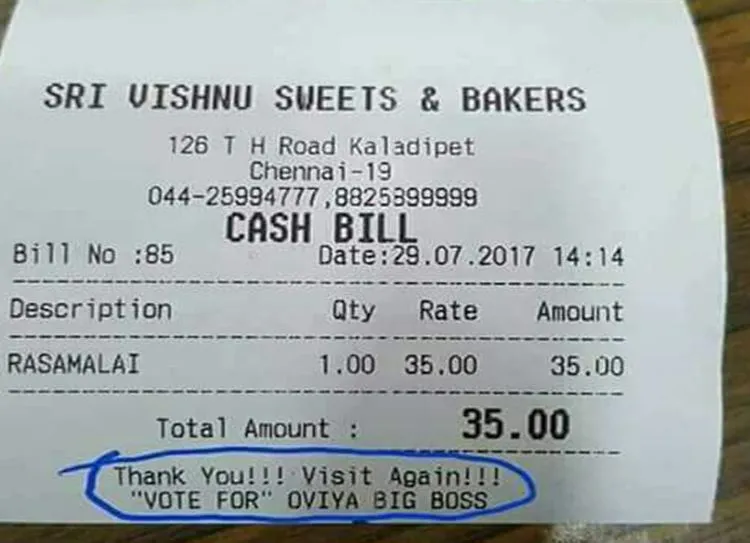 SRI VISHNU SWEETS & BAKERS
126 T H Road Kaladipet
Chennai-19
044-25994777,8825899999
CASH BILL
Bill No :85 Date:29.07.2017 14:14
Description Qty Rate Amount
RASAMALAI 1.00 35.00 35.00
Total Amount : 35.00
Thank You!!! Visit Again!!!
"VOTE FOR" OVIYA BIG BOSS